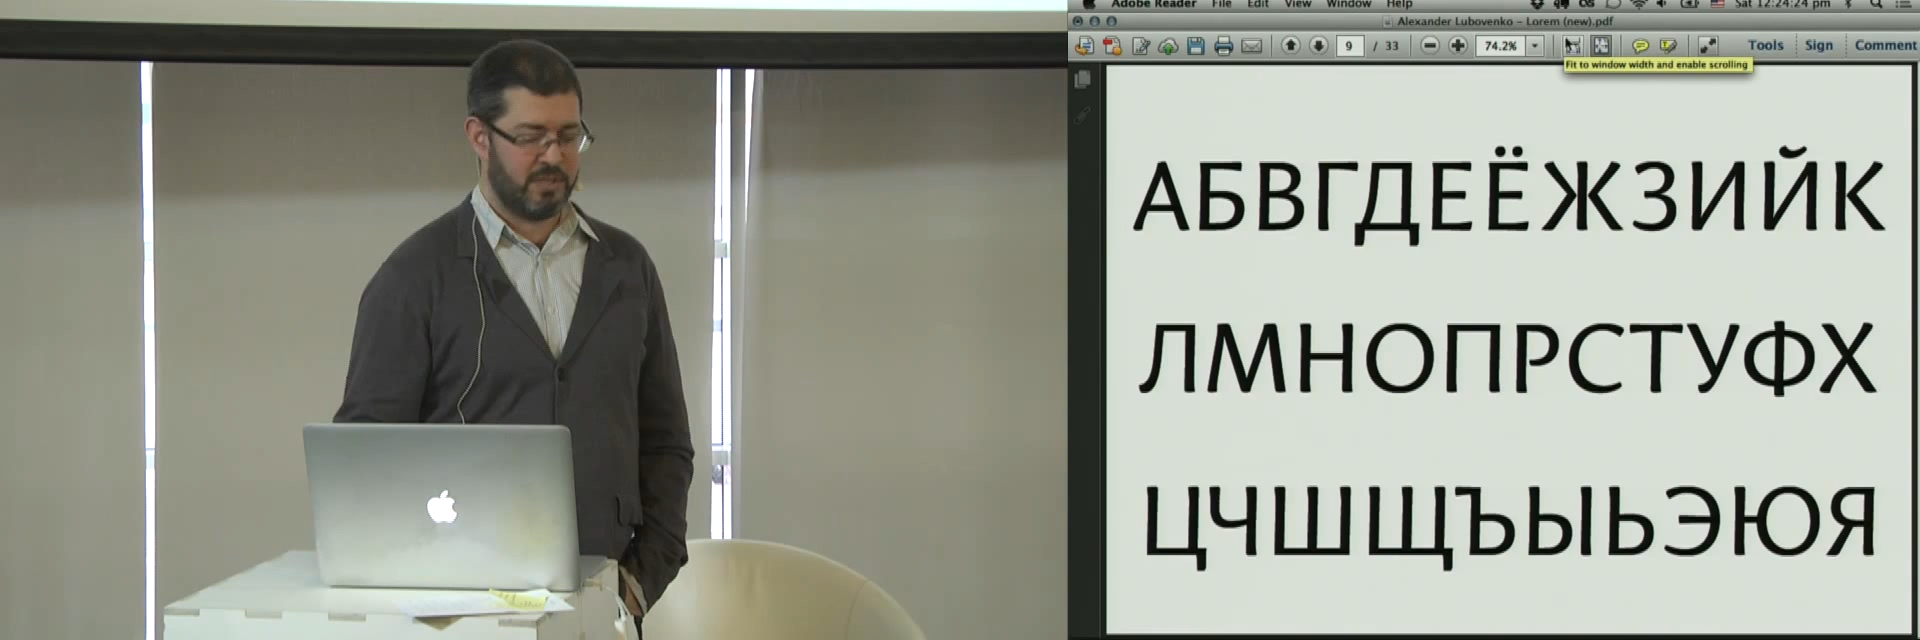 Adobe Reader File Edit View Window Help Sat 12:24:24 pm
Alexander Lubovenko – Lorem (new).pdf
9 / 33 74.2% Tools Sign Comment
Fit to window width and enable scrolling
АБВГДЕЁЖЗИЙК
ЛМНОПРСТУФХ
ЦЧШЩЪЫЬЭЮЯ